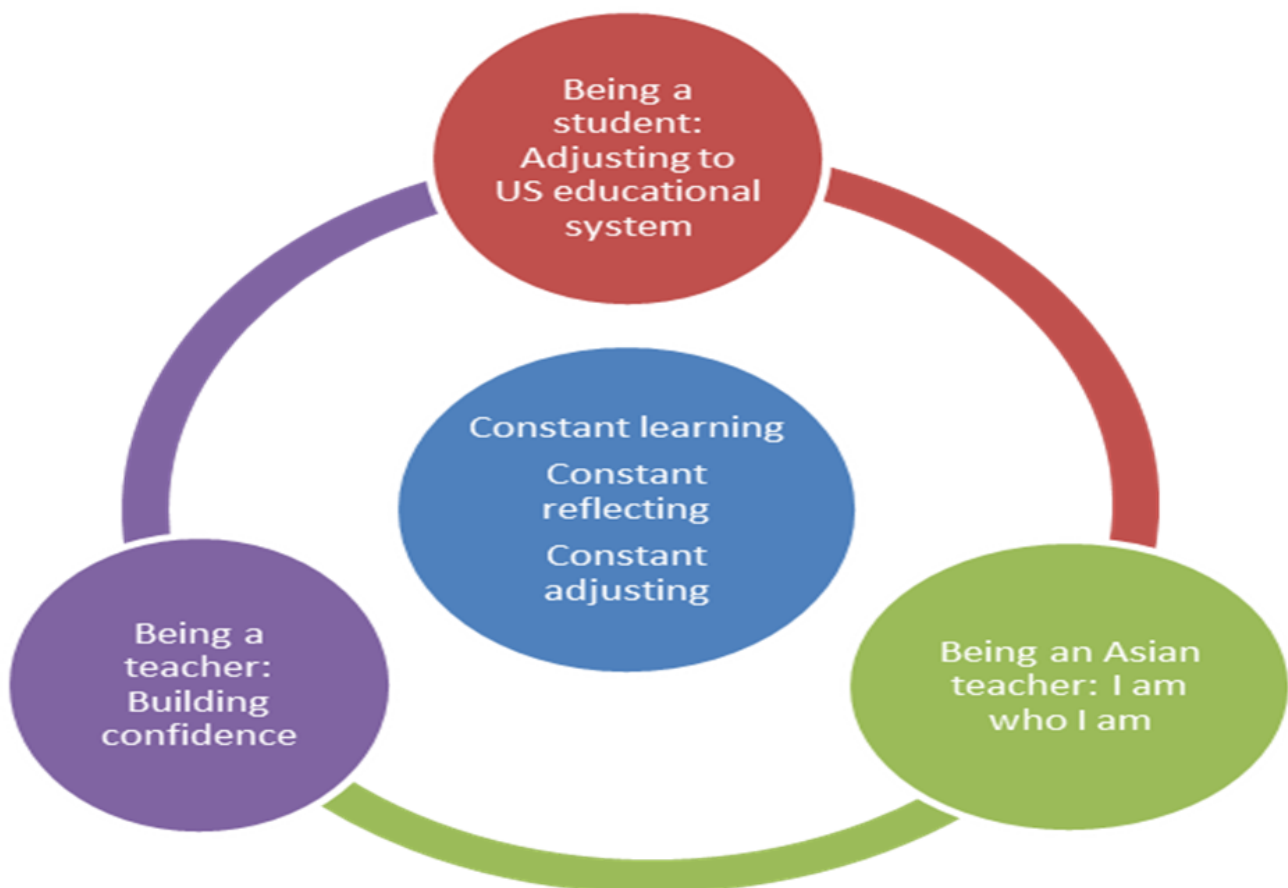 Being a
student:
Adjusting to
US educational
system
Constant learning
Constant
reflecting
Constant
adjusting
Being a
teacher:
Building
confidence
Being an Asian
teacher: I am
who I am